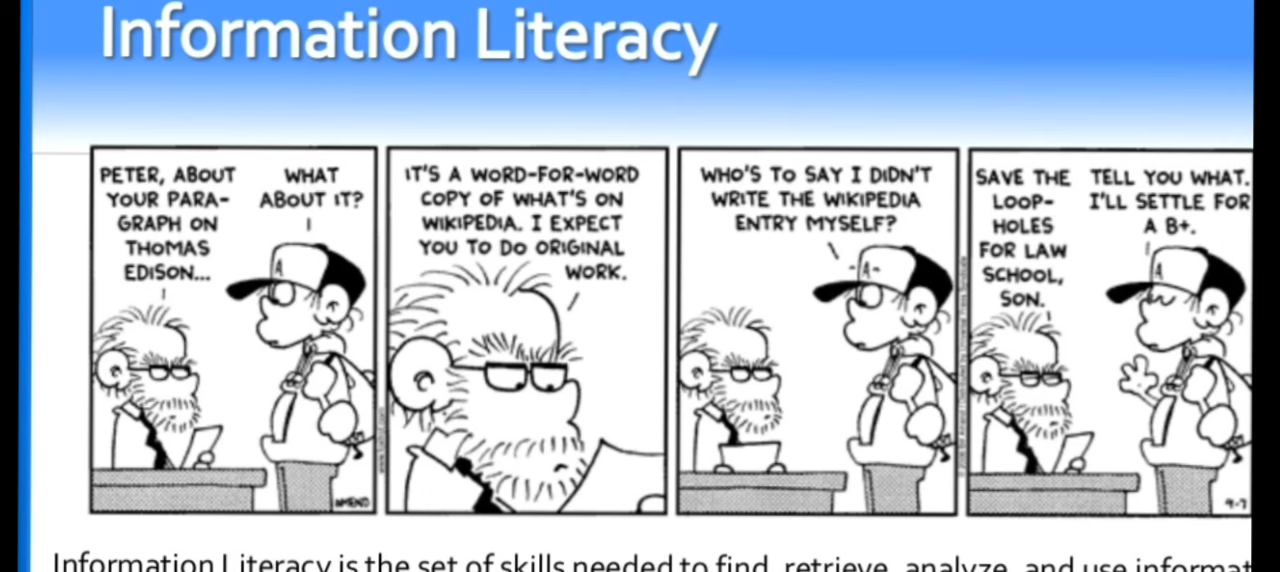 Information Literacy
PETER, ABOUT
YOUR PARA-
GRAPH ON
THOMAS
EDISON...
WHAT
ABOUT IT?
A
AMEND
IT'S A WORD-FOR-WORD
COPY OF WHAT'S ON
WIKIPEDIA. I EXPECT
YOU TO DO ORIGINAL
WORK.
WHO'S TO SAY I DIDN'T
WRITE THE WIKIPEDIA
ENTRY MYSELF?
A
SAVE THE
LOOP-
HOLES
FOR LAW
SCHOOL,
SON.
TELL YOU WHAT.
I'LL SETTLE FOR
A B+.
A
9-7
Information Literacy is the set of skills needed to find, retrieve, analyze, and use informat